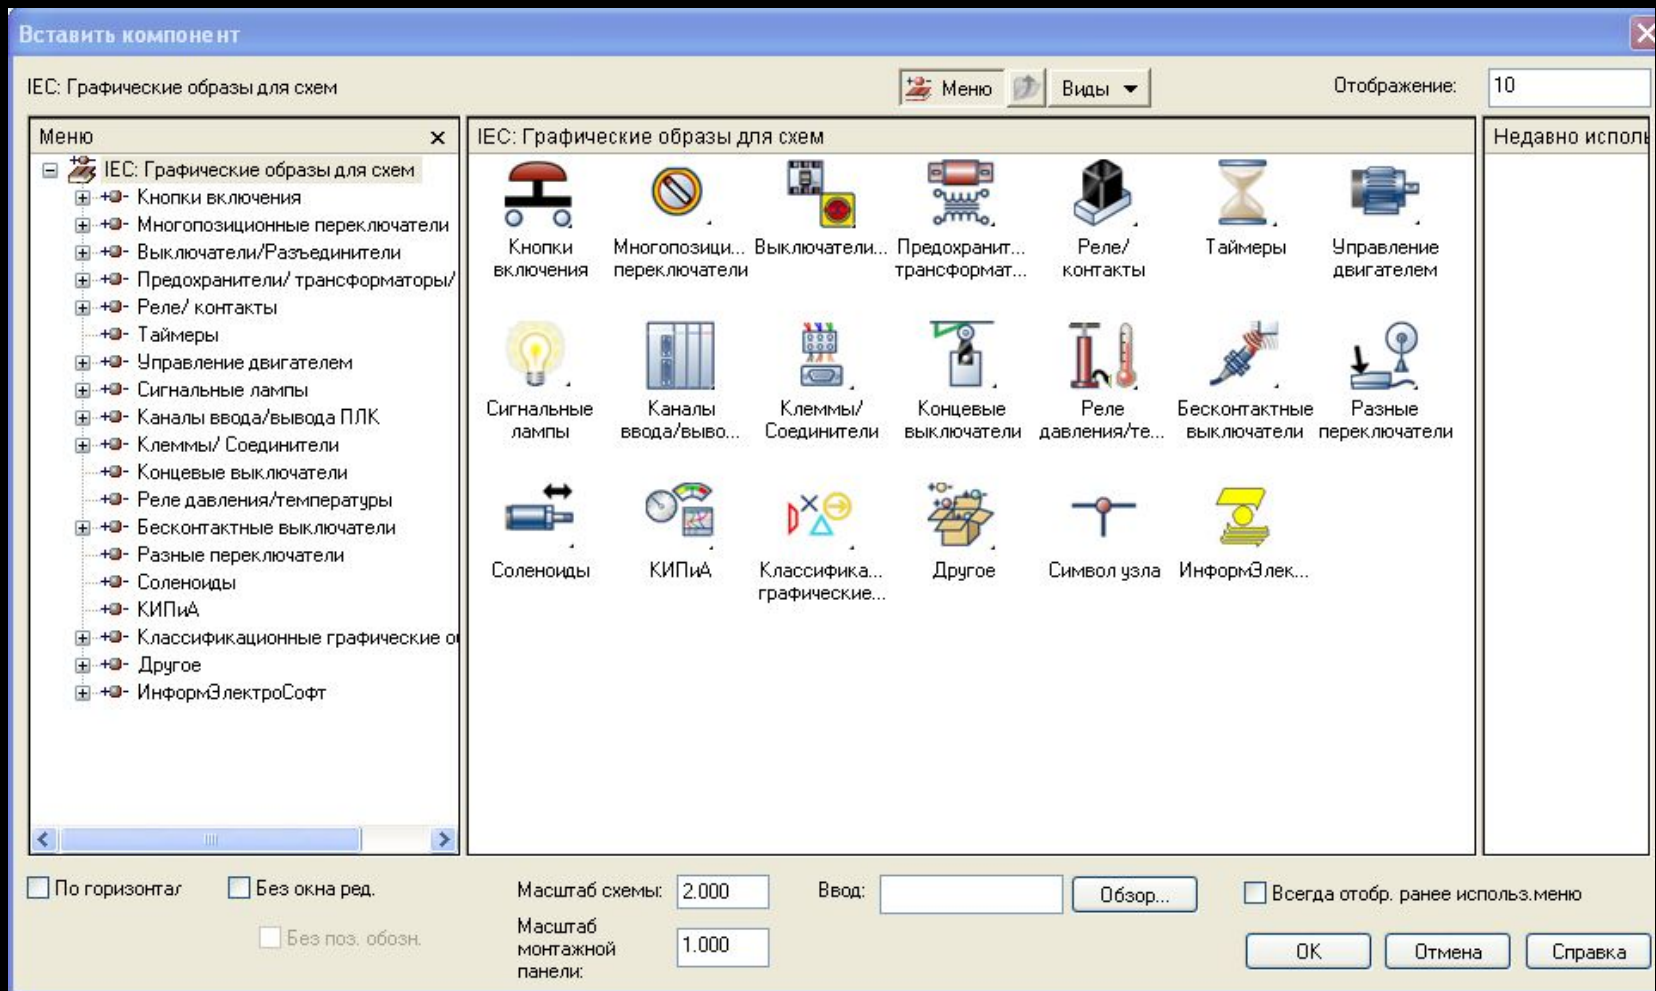 Вставить компонент
IEC: Графические образы для схем
Меню
Виды
Отображение:
10
Меню
IEC: Графические образы для схем
Кнопки включения
Многопозиционные переключатели
Выключатели/Разъединители
Предохранители/ трансформаторы/
Реле/ контакты
Таймеры
Управление двигателем
Сигнальные лампы
Каналы ввода/вывода ПЛК
Клеммы/ Соединители
Концевые выключатели
Реле давления/температуры
Бесконтактные выключатели
Разные переключатели
Соленоиды
КИПиА
Классификационные графические
Другое
ИнформЭлектроСофт
IEC: Графические образы для схем
Кнопки
включения
Многопозици...
переключатели
Выключатели...
Предохранит...
трансформат...
Реле/
контакты
Таймеры
Управление
двигателем
Сигнальные
лампы
Каналы
ввода/выво...
Клеммы/
Соединители
Концевые
выключатели
Реле
давления/те...
Бесконтактные
выключатели
Разные
переключатели
Соленоиды
КИПиА
Классифика...
графические...
Другое
Символ узла
ИнформЭлек...
Недавно исполь
По горизонтал
Без окна ред.
Без поз. обозн.
Масштаб схемы:
2.000
Масштаб
монтажной
панели:
1.000
Ввод:
Обзор...
Всегда отобр. ранее использ.меню
OK
Отмена
Справка